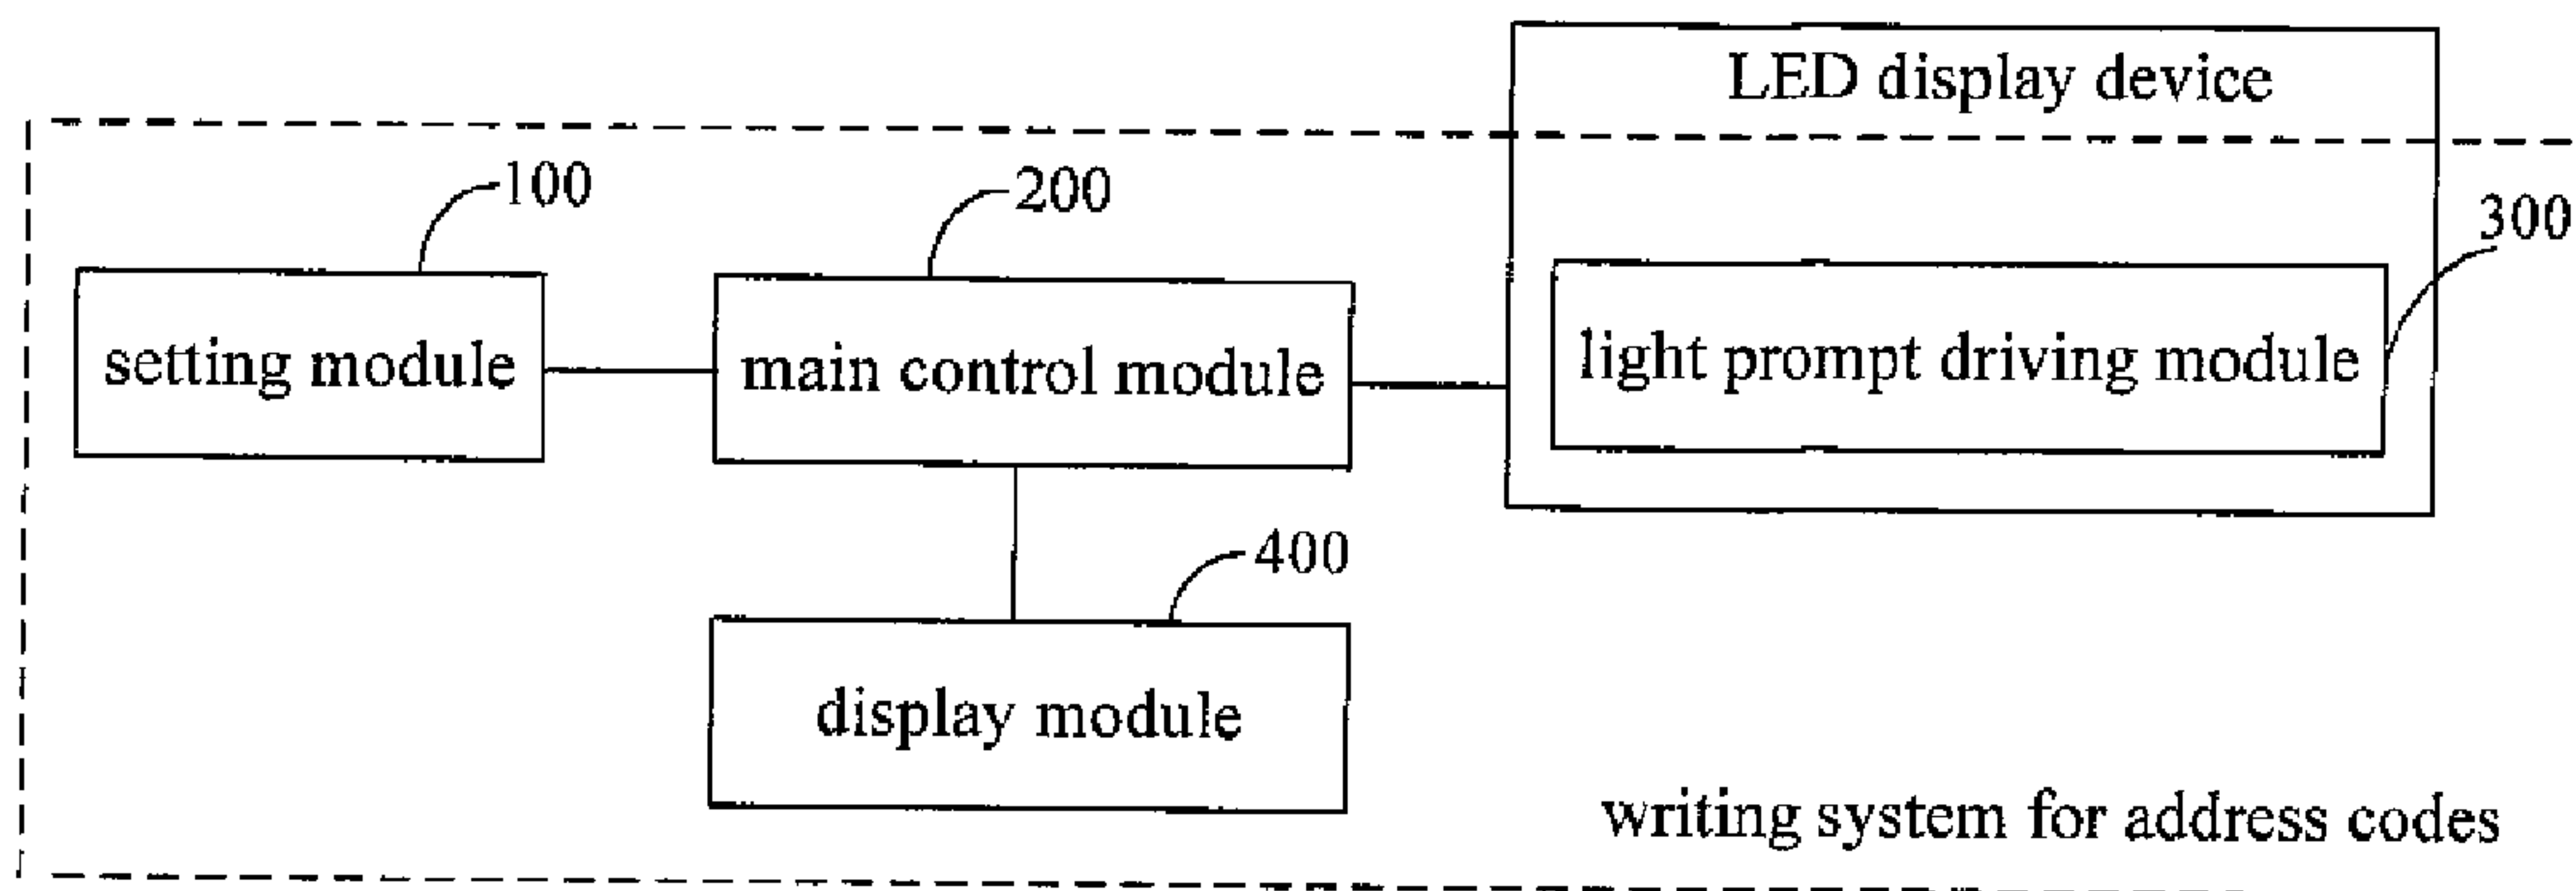 LED display device
100
200
300
setting module
main control module
light prompt driving module
400
display module
writing system for address codes